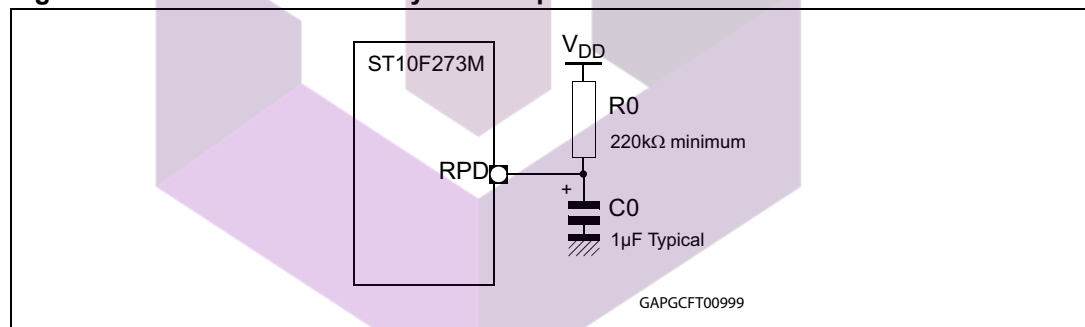 V_DD
ST10F273M
R0
220kΩ minimum
RPD
+
C0
1µF Typical
GAPGCFT00999